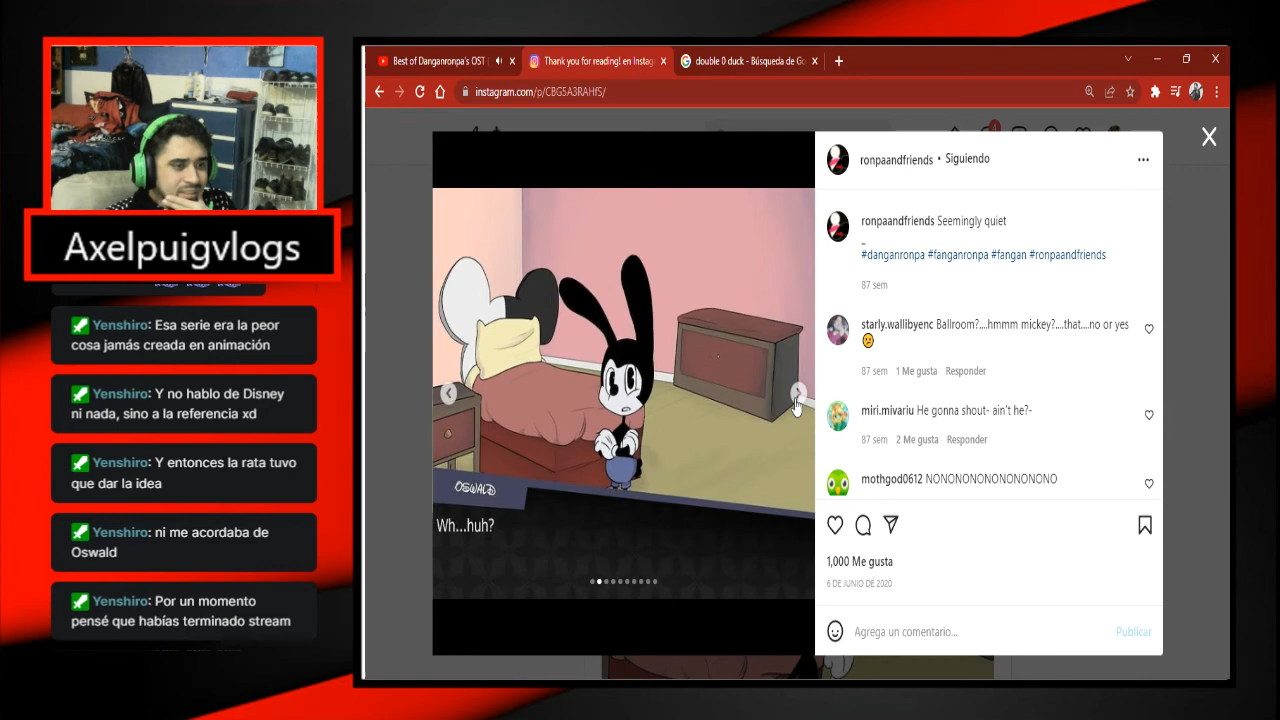 Axelpuigvlogs
Yenshiro: Esa serie era la peor
cosa jamás creada en animación
Yenshiro: Y no hablo de Disney
ni nada, sino a la referencia xd
Yenshiro: Y entonces la rata tuvo
que dar la idea
Yenshiro: ni me acordaba de
Oswald
Yenshiro: Por un momento
pensé que habías terminado stream
Best of Danganronpa's OST
Thank you for reading! en Instag
double 0 duck - Búsqueda de Go
instagram.com/p/CBG5A3RAHfS/
OSWALD
Wh...huh?
ronpaandfriends • Siguiendo
ronpaandfriends Seemingly quiet
_
#danganronpa #fanganronpa #fangan #ronpaandfriends
87 sem
starly.wallibyenc Ballroom?....hmmm mickey?....that....no or yes
87 sem 1 Me gusta Responder
miri.mivariu He gonna shout- ain't he?-
87 sem 2 Me gusta Responder
mothgod0612 NONONONONONONONONO
1,000 Me gusta
6 DE JUNIO DE 2020
Agrega un comentario...
Publicar